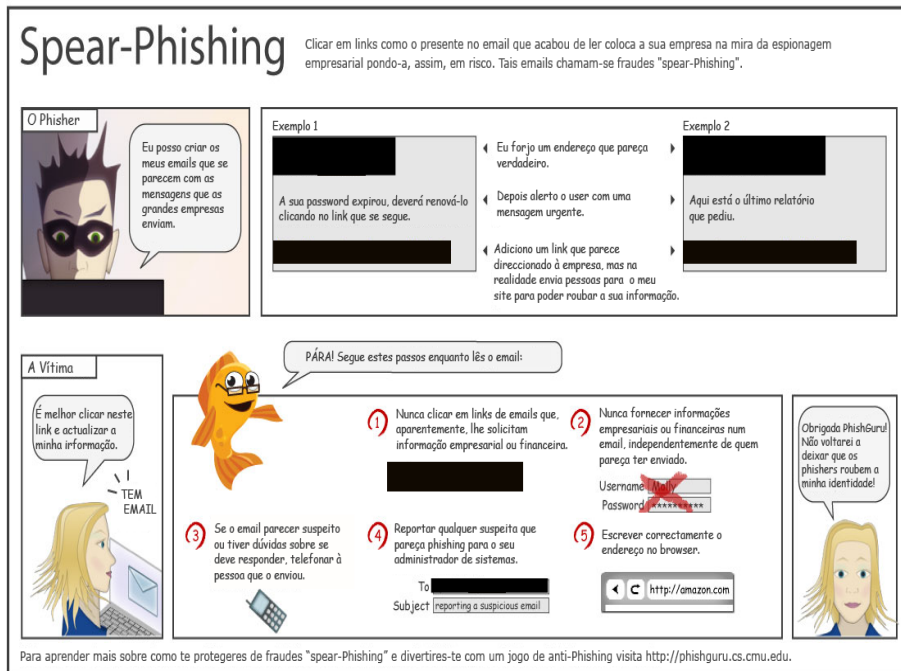 Spear-Phishing
Clicar em links como o presente no email que acabou de ler coloca a sua empresa na mira da espionagem
empresarial pondo-a, assim, em risco. Tais emails chamam-se fraudes "spear-Phishing".
O Phisher
Eu posso criar os
meus emails que se
parecem com as
mensagens que as
grandes empresas
enviam.
Exemplo 1
A sua password expirou, deverá renová-lo
clicando no link que se segue.
Eu forjo um endereço que pareça
verdadeiro.
Depois alerto o user com uma
mensagem urgente.
Adiciono um link que parece
direccionado à empresa, mas na
realidade envia pessoas para o meu
site para poder roubar a sua informação.
Exemplo 2
Aqui está o último relatório
que pediu.
A Vítima
É melhor clicar neste
link e actualizar a
minha irformação.
TEM
EMAIL
PÁRA! Segue estes passos enquanto lês o email:
1
Nunca clicar em links de emails que,
aparentemente, lhe solicitam
informação empresarial ou financeira.
2
Nunca fornecer informações
empresariais ou financeiras num
email, independentemente de quem
pareça ter enviado.
Username Molly
Password **********
3
Se o email parecer suspeito
ou tiver dúvidas sobre se
deve responder, telefonar à
pessoa que o enviou.
4
Reportar qualquer suspeita que
pareça phishing para o seu
administrador de sistemas.
To
Subject reporting a suspicious email
5
Escrever correctamente o
endereço no browser.
http://amazon.com
Obrigada PhishGuru!
Não voltarei a
deixar que os
phishers roubem a
minha identidade!
Para aprender mais sobre como te protegeres de fraudes “spear-Phishing” e divertires-te com um jogo de anti-Phishing visita http://phishguru.cs.cmu.edu.